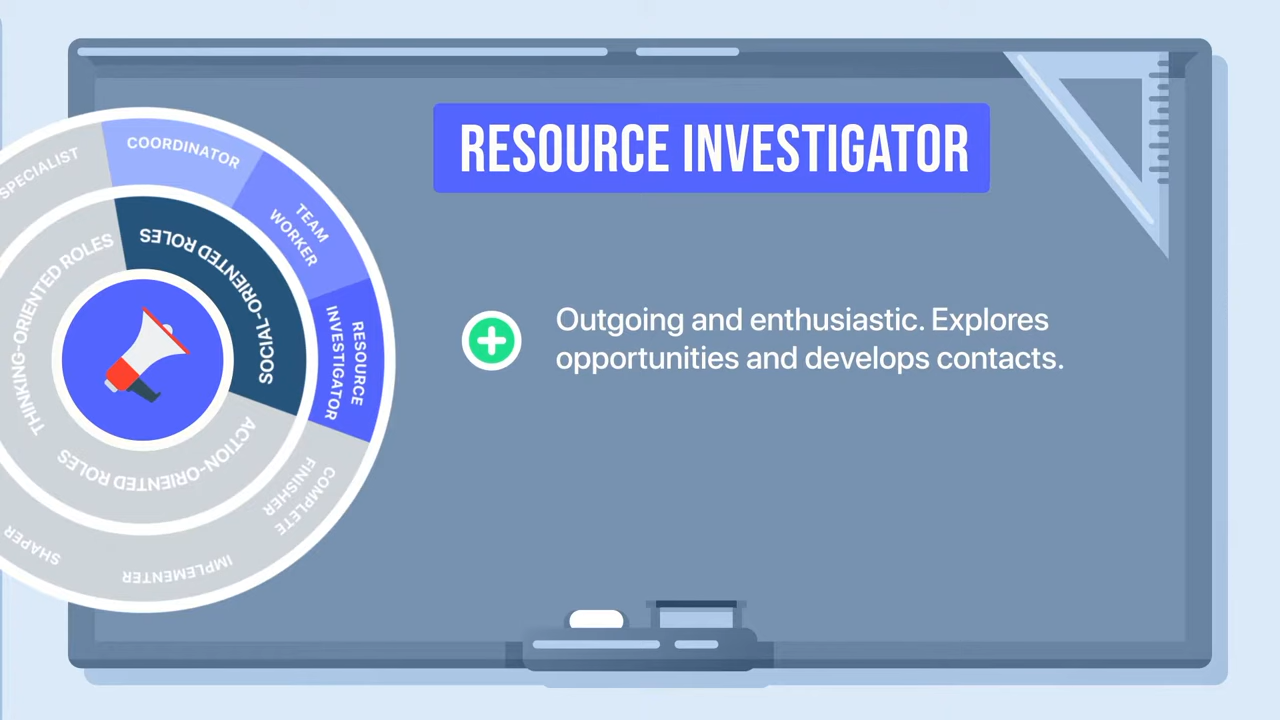 RESOURCE INVESTIGATOR
Outgoing and enthusiastic. Explores
opportunities and develops contacts.
SPECIALIST
COORDINATOR
TEAM
WORKER
RESOURCE
INVESTIGATOR
COMPLETE
FINISHER
IMPLEMENTER
SHAPER
THINKING-ORIENTED ROLES
SOCIAL-ORIENTED ROLES
ACTION-ORIENTED ROLES